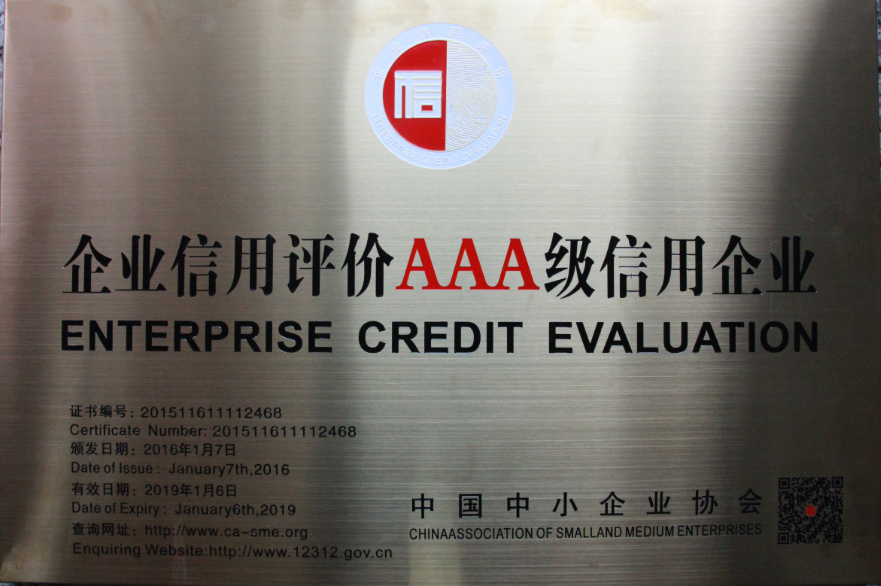 信
企业信用评价AAA级信用企业
ENTERPRISE CREDIT EVALUATION
证书编号：201511611112468
Certificate Number: 201511611112468
颁发日期：2016年1月7日
Date of Issue: January7th,2016
有效日期：2019年1月6日
Date of Expiry: January6th,2019
查询网址：http://www.ca-sme.org
Enquiring Website:http://www.12312.gov.cn
中国中小企业协会
CHINAASSOCIATION OF SMALLAND MEDIUM ENTERPRISES